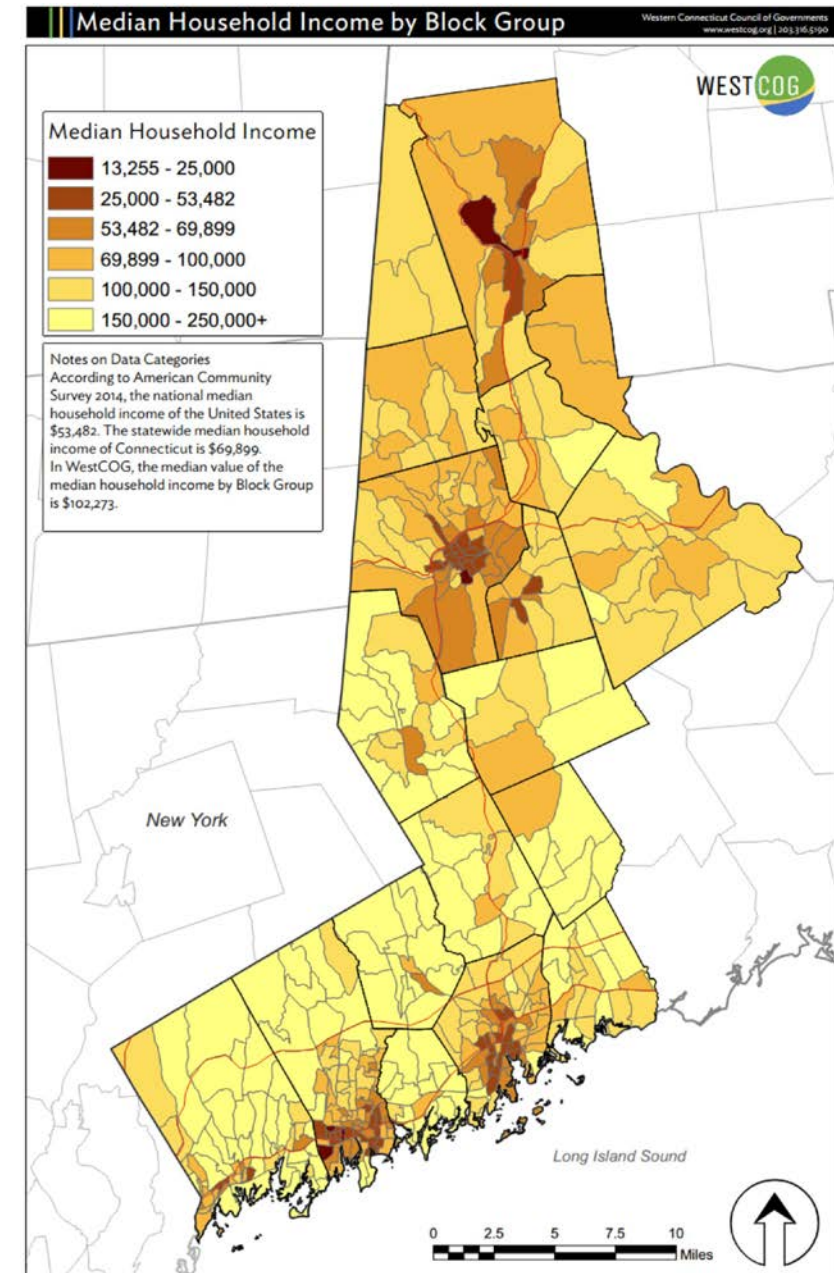 Median Household Income by Block Group
Western Connecticut Council of Governments
www.westcog.org | 203.316.5190
WESTCOG
Median Household Income
13,255 - 25,000
25,000 - 53,482
53,482 - 69,899
69,899 - 100,000
100,000 - 150,000
150,000 - 250,000+
Notes on Data Categories
According to American Community
Survey 2014, the national median
household income of the United States is
$53,482. The statewide median household
income of Connecticut is $69,899.
In WestCOG, the median value of the
median household income by Block Group
is $102,273.
New York
Long Island Sound
0 2.5 5 7.5 10
Miles